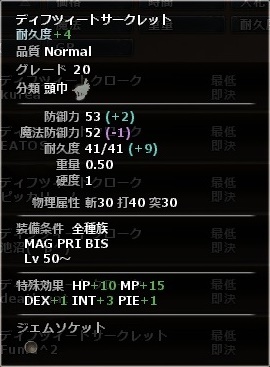 ディフツィートサークレット
耐久度+4
品質 Normal
グレード 20
分類 頭巾
防御力 53 (+2)
魔法防御力 52 (-1)
耐久度 41/41 (+9)
重量 0.50
硬度 1
物理属性 斬30 打40 突30
装備条件 全種族
MAG PRI BIS
Lv 50～
特殊効果 HP+10 MP+15
DEX+1 INT+3 PIE+1
ジェムソケット